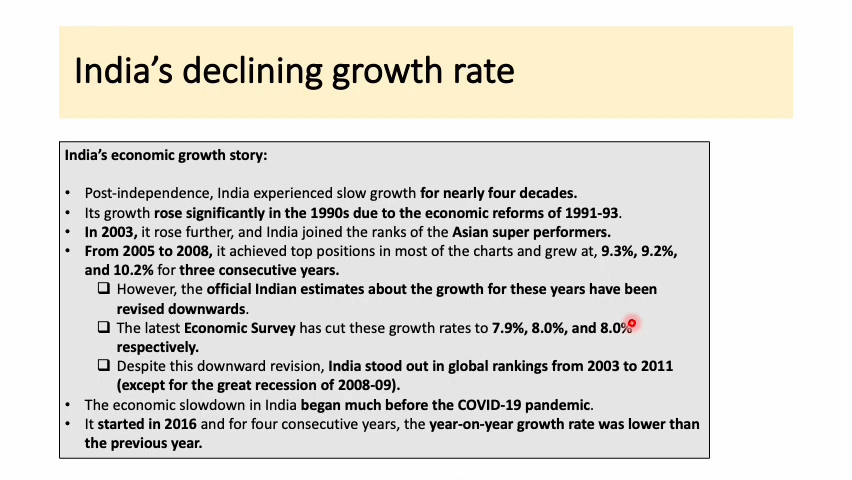 India’s declining growth rate
India’s economic growth story:
• Post-independence, India experienced slow growth for nearly four decades.
• Its growth rose significantly in the 1990s due to the economic reforms of 1991-93.
• In 2003, it rose further, and India joined the ranks of the Asian super performers.
• From 2005 to 2008, it achieved top positions in most of the charts and grew at, 9.3%, 9.2%,
and 10.2% for three consecutive years.
❑ However, the official Indian estimates about the growth for these years have been
revised downwards.
❑ The latest Economic Survey has cut these growth rates to 7.9%, 8.0%, and 8.0%
respectively.
❑ Despite this downward revision, India stood out in global rankings from 2003 to 2011
(except for the great recession of 2008-09).
• The economic slowdown in India began much before the COVID-19 pandemic.
• It started in 2016 and for four consecutive years, the year-on-year growth rate was lower than
the previous year.